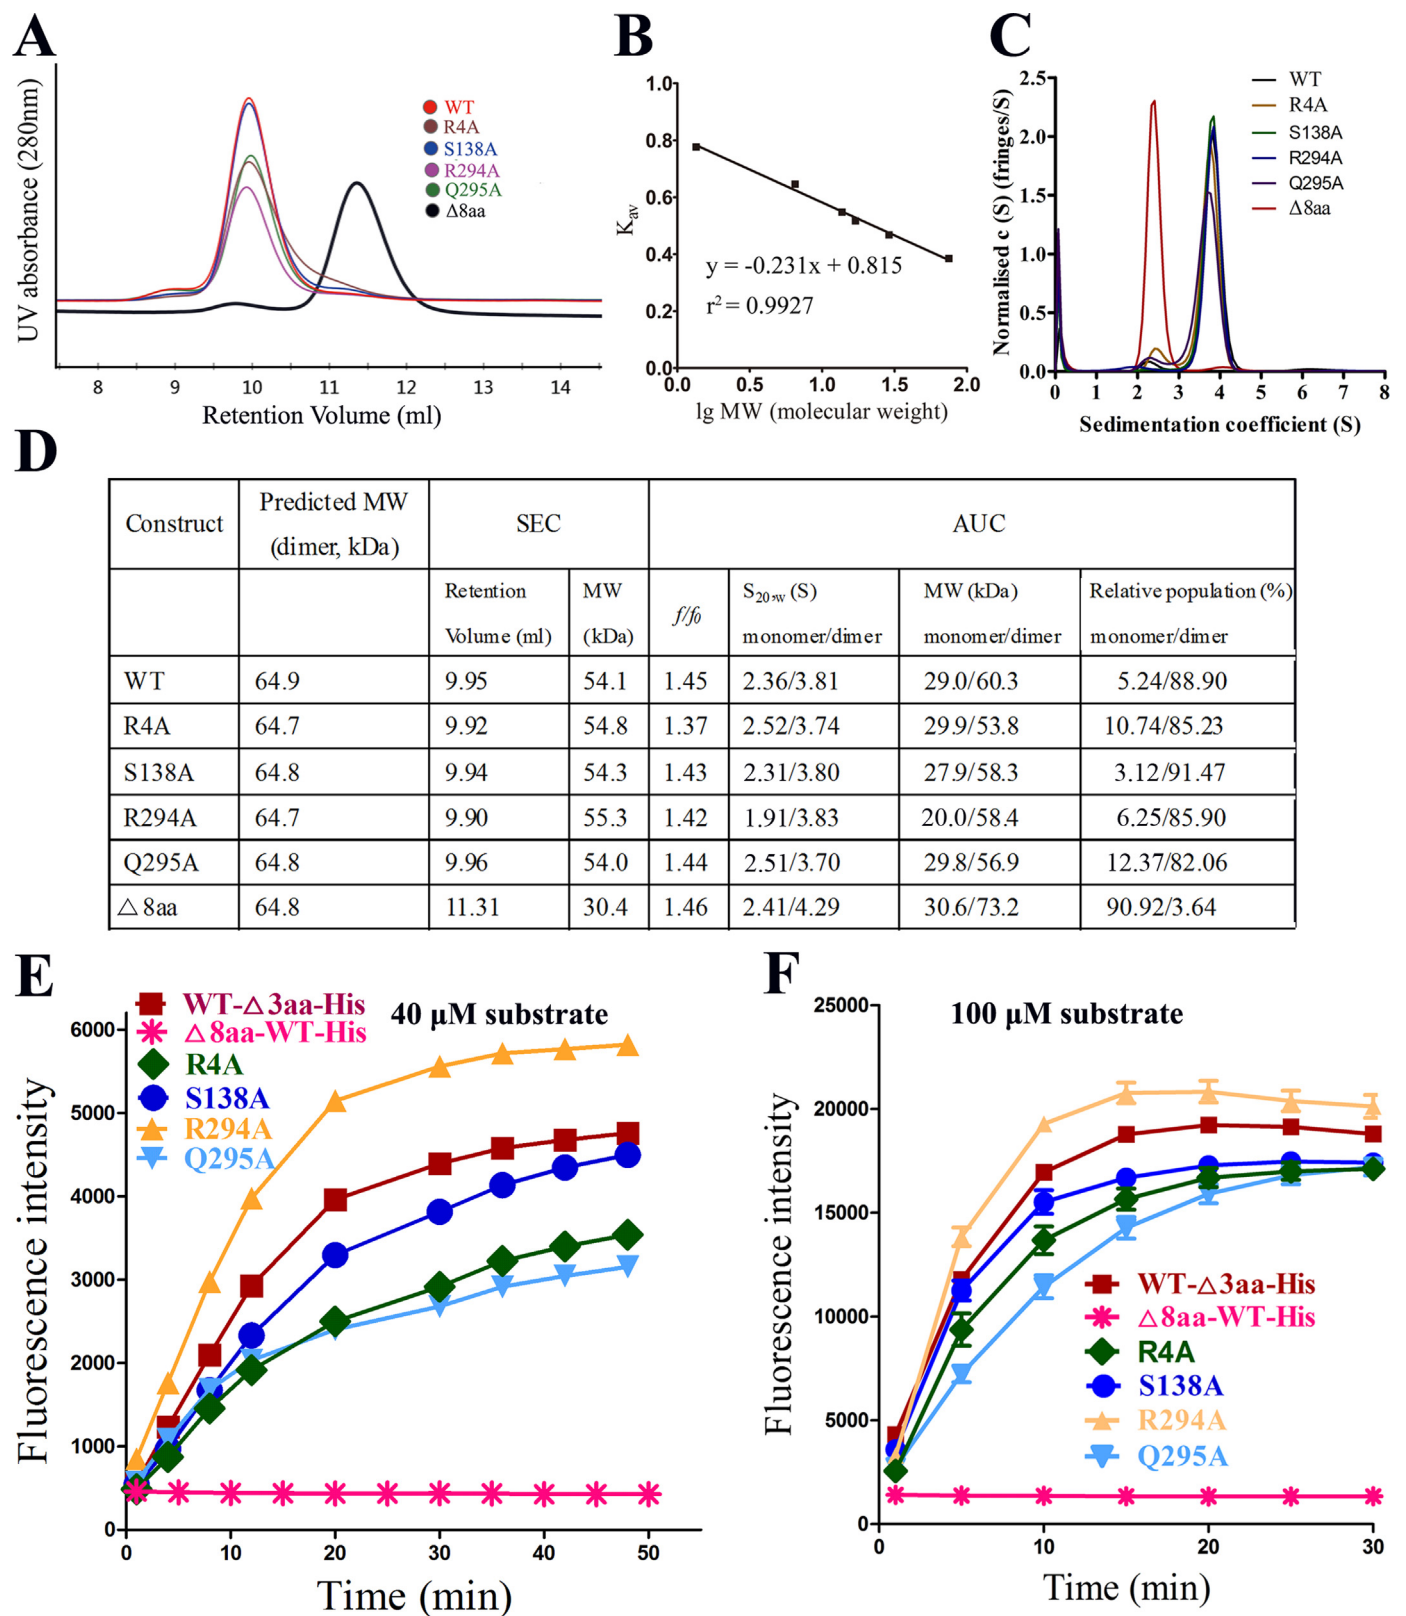 A
UV absorbance (280nm)
WT
R4A
S138A
R294A
Q295A
Δ8aa
8 9 10 11 12 13 14
Retention Volume (ml)
B
Kav
1.0
0.8
0.6
0.4
0.2
0.0
y = -0.231x + 0.815
r² = 0.9927
0.0 0.5 1.0 1.5 2.0
lg MW (molecular weight)
C
Normalised c (S) (fringes/S)
2.5
2.0
1.5
1.0
0.5
0.0
WT
R4A
S138A
R294A
Q295A
Δ8aa
0 1 2 3 4 5 6 7 8
Sedimentation coefficient (S)
D
Construct Predicted MW (dimer, kDa) SEC AUC
Retention Volume (ml) MW (kDa) f/f0 S20,w (S) monomer/dimer MW (kDa) monomer/dimer Relative population (%) monomer/dimer
WT 64.9 9.95 54.1 1.45 2.36/3.81 29.0/60.3 5.24/88.90
R4A 64.7 9.92 54.8 1.37 2.52/3.74 29.9/53.8 10.74/85.23
S138A 64.8 9.94 54.3 1.43 2.31/3.80 27.9/58.3 3.12/91.47
R294A 64.7 9.90 55.3 1.42 1.91/3.83 20.0/58.4 6.25/85.90
Q295A 64.8 9.96 54.0 1.44 2.51/3.70 29.8/56.9 12.37/82.06
△8aa 64.8 11.31 30.4 1.46 2.41/4.29 30.6/73.2 90.92/3.64
E
Fluorescence intensity
WT-△3aa-His
△8aa-WT-His
R4A
S138A
R294A
Q295A
40 µM substrate
6000
5000
4000
3000
2000
1000
0
0 10 20 30 40 50
Time (min)
F
Fluorescence intensity
100 µM substrate
25000
20000
15000
10000
5000
0
WT-△3aa-His
△8aa-WT-His
R4A
S138A
R294A
Q295A
0 10 20 30
Time (min)